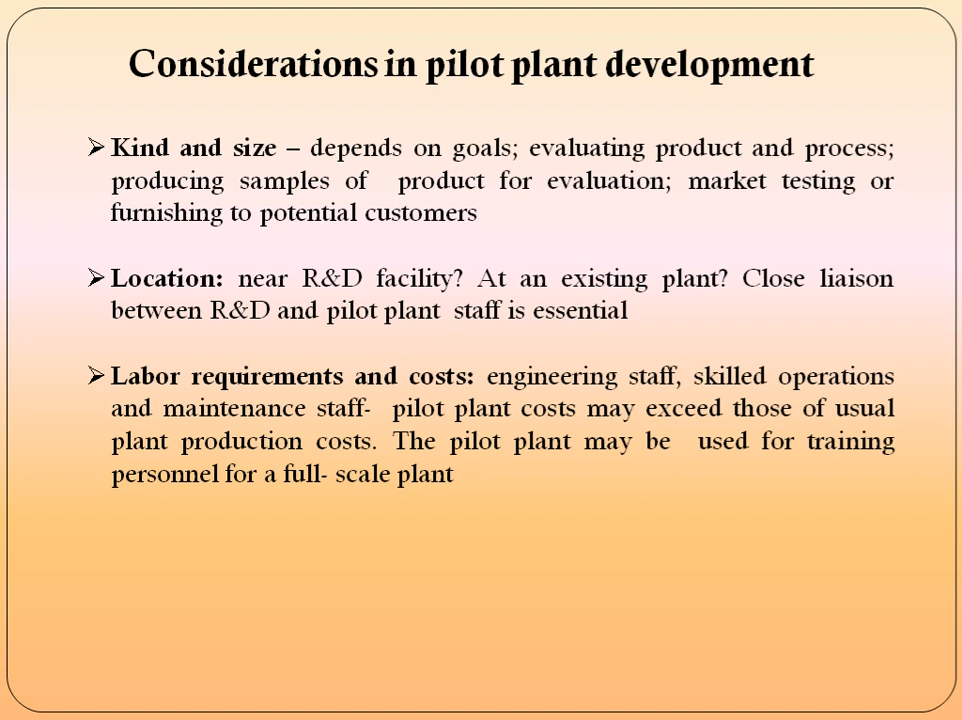 Considerations in pilot plant development
➢ Kind and size – depends on goals; evaluating product and process;
producing samples of product for evaluation; market testing or
furnishing to potential customers
➢ Location: near R&D facility? At an existing plant? Close liaison
between R&D and pilot plant staff is essential
➢ Labor requirements and costs: engineering staff, skilled operations
and maintenance staff- pilot plant costs may exceed those of usual
plant production costs. The pilot plant may be used for training
personnel for a full- scale plant